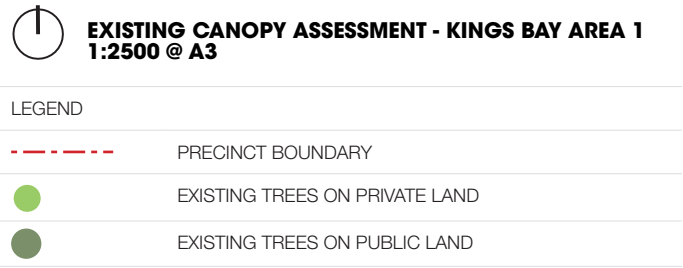 EXISTING CANOPY ASSESSMENT - KINGS BAY AREA 1
1:2500 @ A3
LEGEND
PRECINCT BOUNDARY
EXISTING TREES ON PRIVATE LAND
EXISTING TREES ON PUBLIC LAND